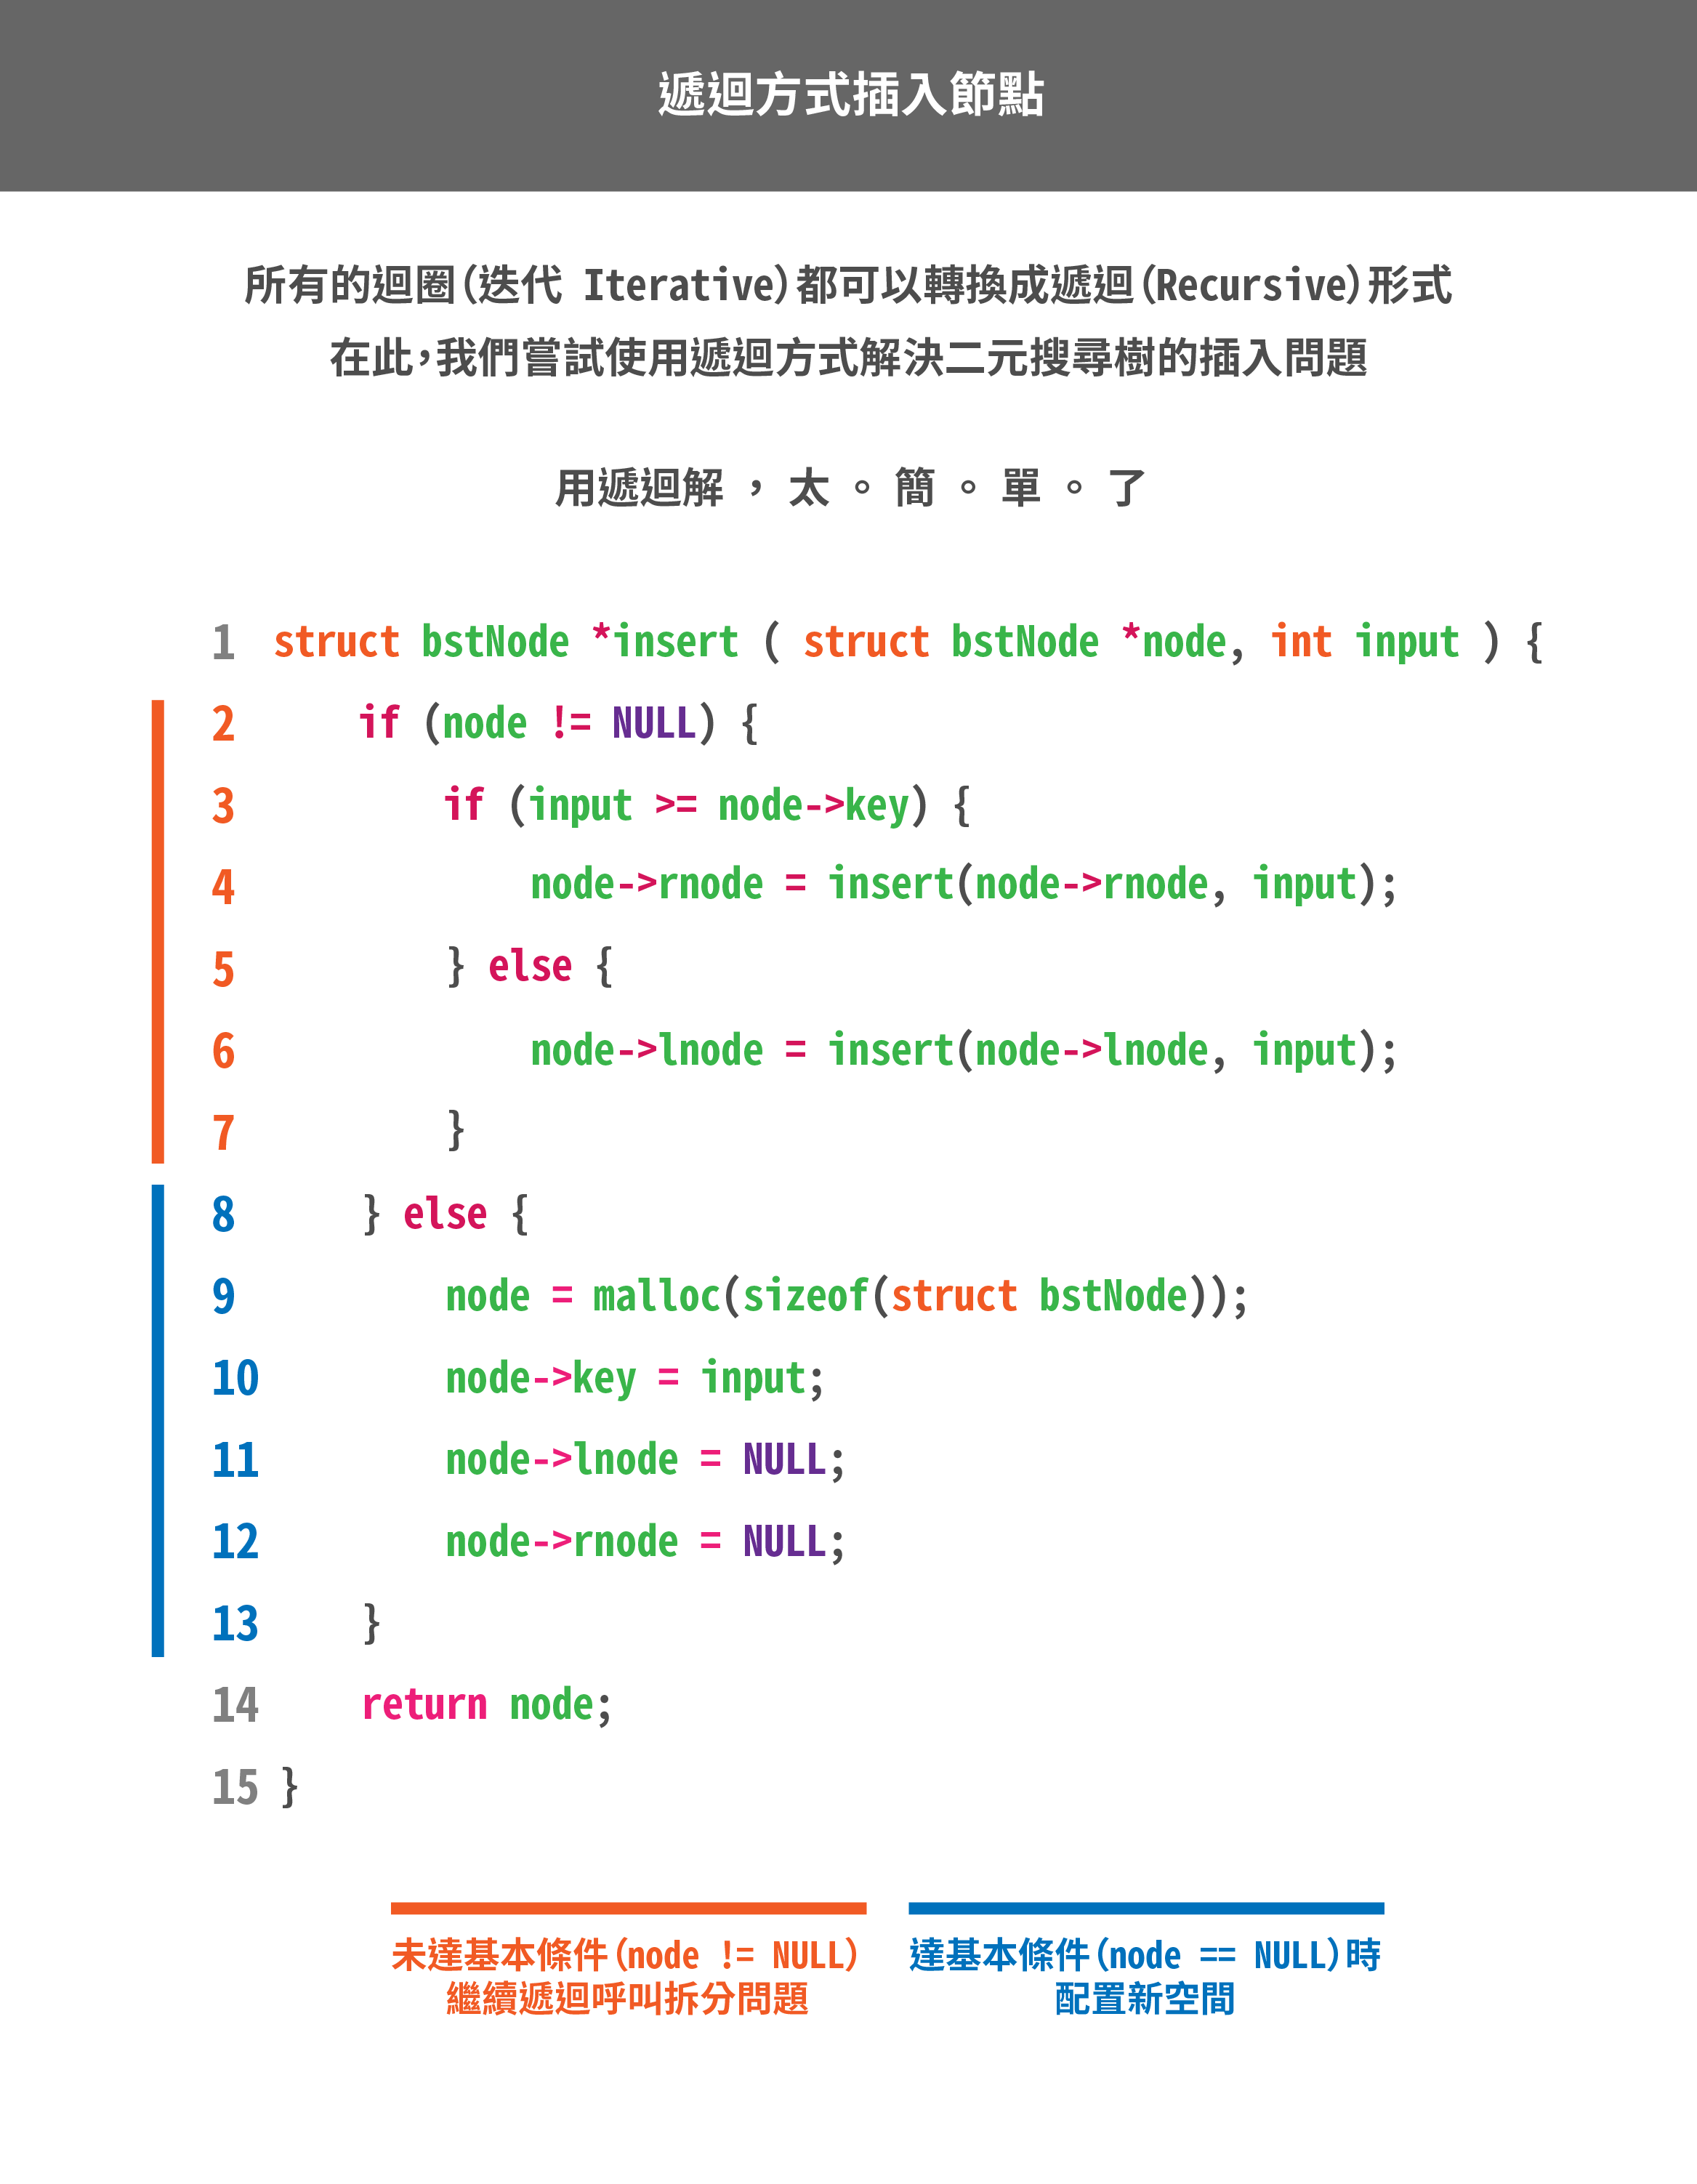 遞迴方式插入節點
所有的迴圈(迭代 Iterative)都可以轉換成遞迴(Recursive)形式
在此,我們嘗試使用遞迴方式解決二元搜尋樹的插入問題
用遞迴解 , 太 。 簡 。 單 。 了
1 struct bstNode *insert ( struct bstNode *node, int input ) {
2     if (node != NULL) {
3         if (input >= node->key) {
4             node->rnode = insert(node->rnode, input);
5         } else {
6             node->lnode = insert(node->lnode, input);
7         }
8     } else {
9         node = malloc(sizeof(struct bstNode));
10         node->key = input;
11         node->lnode = NULL;
12         node->rnode = NULL;
13     }
14     return node;
15 }
未達基本條件(node != NULL)
繼續遞迴呼叫拆分問題
達基本條件(node == NULL)時
配置新空間